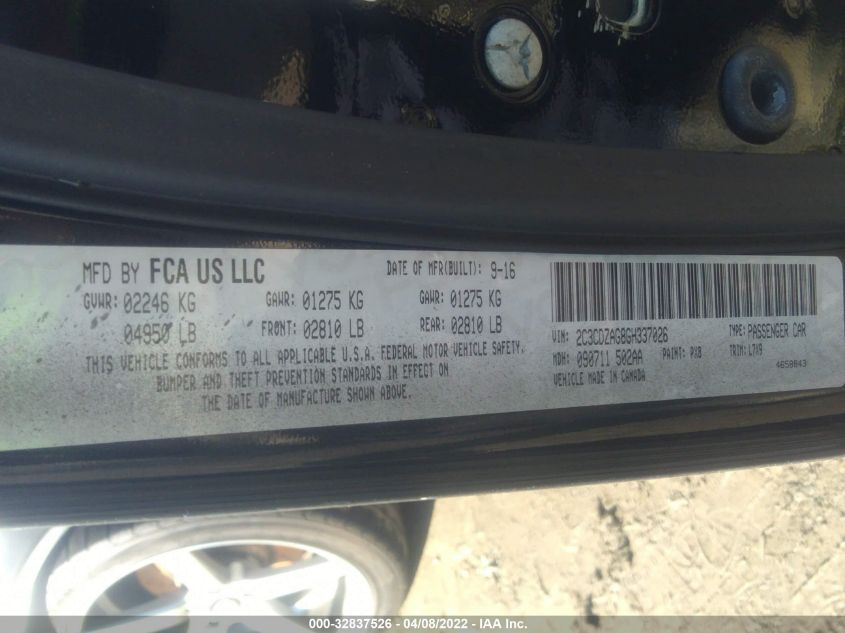 MFD BY FCA US LLC
DATE OF MFR(BUILT): 9-16
GVWR: 02246 KG GAWR: 01275 KG GAWR: 01275 KG
04950 LB FRONT: 02810 LB REAR: 02810 LB
THIS VEHICLE CONFORMS TO ALL APPLICABLE U.S.A. FEDERAL MOTOR VEHICLE SAFETY,
BUMPER AND THEFT PREVENTION STANDARDS IN EFFECT ON
THE DATE OF MANUFACTURE SHOWN ABOVE.
VIN: 2C3CDZAG8GH337026 TYPE: PASSENGER CAR
MDH: 090711 502AA PAINT: PX8 TRIM: L7X9
VEHICLE MADE IN CANADA 4658843
000-32837526 - 04/08/2022 - IAA Inc.